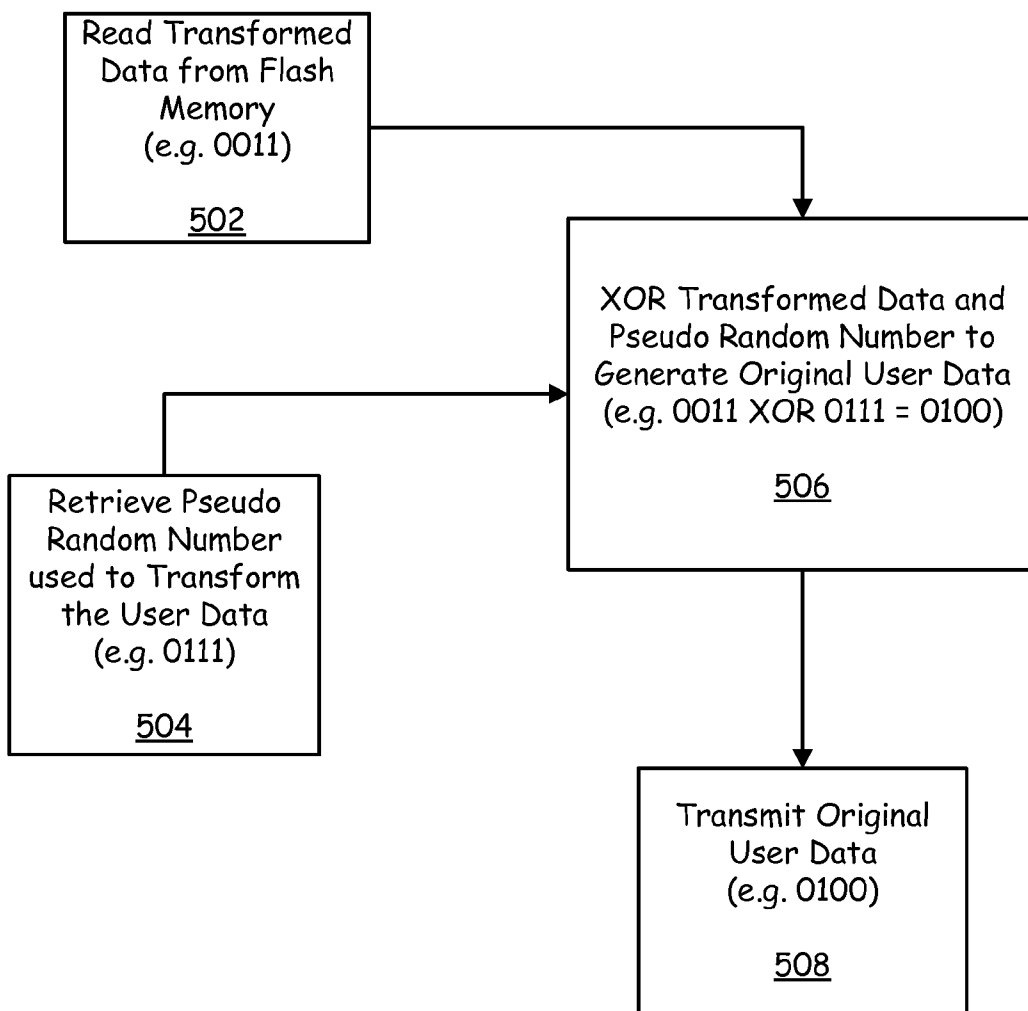 Read Transformed
Data from Flash
Memory
(e.g. 0011)
502
XOR Transformed Data and
Pseudo Random Number to
Generate Original User Data
(e.g. 0011 XOR 0111 = 0100)
506
Retrieve Pseudo
Random Number
used to Transform
the User Data
(e.g. 0111)
504
Transmit Original
User Data
(e.g. 0100)
508